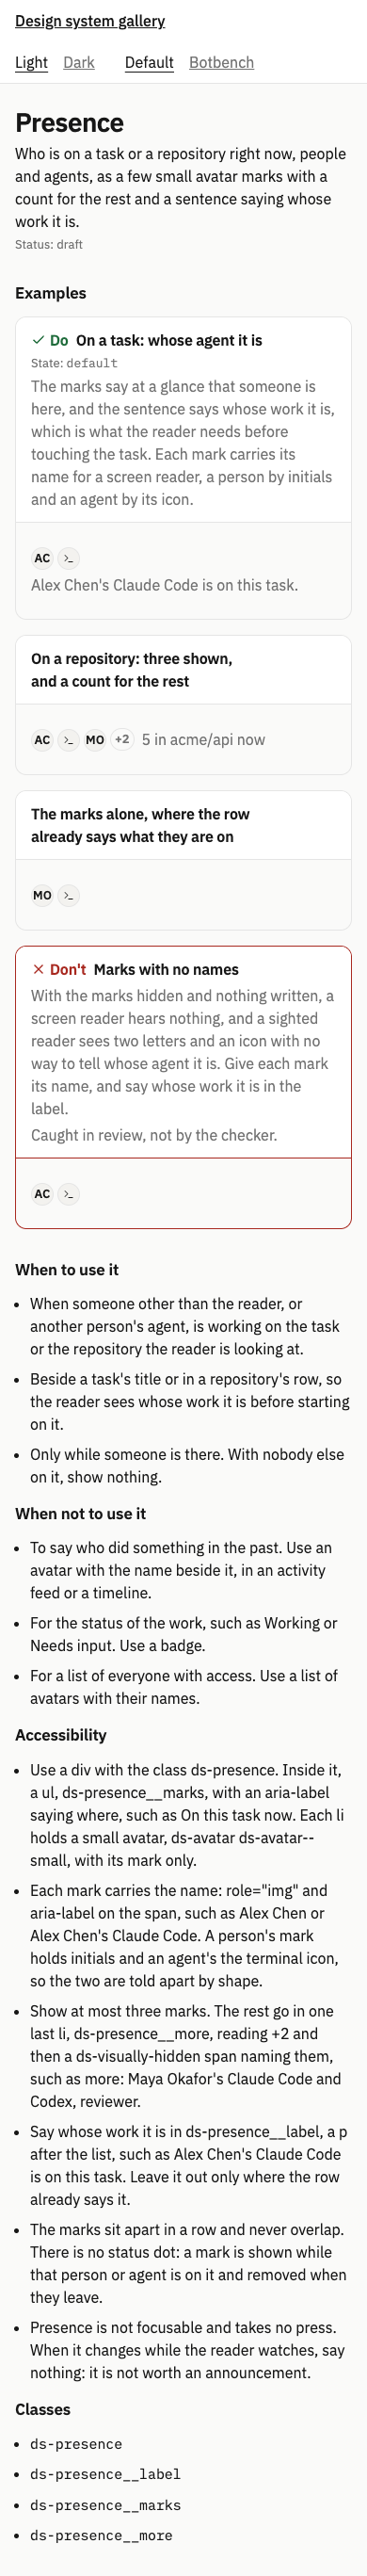 Design system gallery
Light Dark Default Botbench
Presence
Who is on a task or a repository right now, people
and agents, as a few small avatar marks with a
count for the rest and a sentence saying whose
work it is.
Status: draft
Examples
Do On a task: whose agent it is
State: default
The marks say at a glance that someone is
here, and the sentence says whose work it is,
which is what the reader needs before
touching the task. Each mark carries its
name for a screen reader, a person by initials
and an agent by its icon.
AC
Alex Chen's Claude Code is on this task.
On a repository: three shown,
and a count for the rest
AC MO +2 5 in acme/api now
The marks alone, where the row
already says what they are on
MO
Don't Marks with no names
With the marks hidden and nothing written, a
screen reader hears nothing, and a sighted
reader sees two letters and an icon with no
way to tell whose agent it is. Give each mark
its name, and say whose work it is in the
label.
Caught in review, not by the checker.
AC
When to use it
When someone other than the reader, or
another person's agent, is working on the task
or the repository the reader is looking at.
Beside a task's title or in a repository's row, so
the reader sees whose work it is before starting
on it.
Only while someone is there. With nobody else
on it, show nothing.
When not to use it
To say who did something in the past. Use an
avatar with the name beside it, in an activity
feed or a timeline.
For the status of the work, such as Working or
Needs input. Use a badge.
For a list of everyone with access. Use a list of
avatars with their names.
Accessibility
Use a div with the class ds-presence. Inside it,
a ul, ds-presence__marks, with an aria-label
saying where, such as On this task now. Each li
holds a small avatar, ds-avatar ds-avatar--
small, with its mark only.
Each mark carries the name: role="img" and
aria-label on the span, such as Alex Chen or
Alex Chen's Claude Code. A person's mark
holds initials and an agent's the terminal icon,
so the two are told apart by shape.
Show at most three marks. The rest go in one
last li, ds-presence__more, reading +2 and
then a ds-visually-hidden span naming them,
such as more: Maya Okafor's Claude Code and
Codex, reviewer.
Say whose work it is in ds-presence__label, a p
after the list, such as Alex Chen's Claude Code
is on this task. Leave it out only where the row
already says it.
The marks sit apart in a row and never overlap.
There is no status dot: a mark is shown while
that person or agent is on it and removed when
they leave.
Presence is not focusable and takes no press.
When it changes while the reader watches, say
nothing: it is not worth an announcement.
Classes
ds-presence
ds-presence__label
ds-presence__marks
ds-presence__more